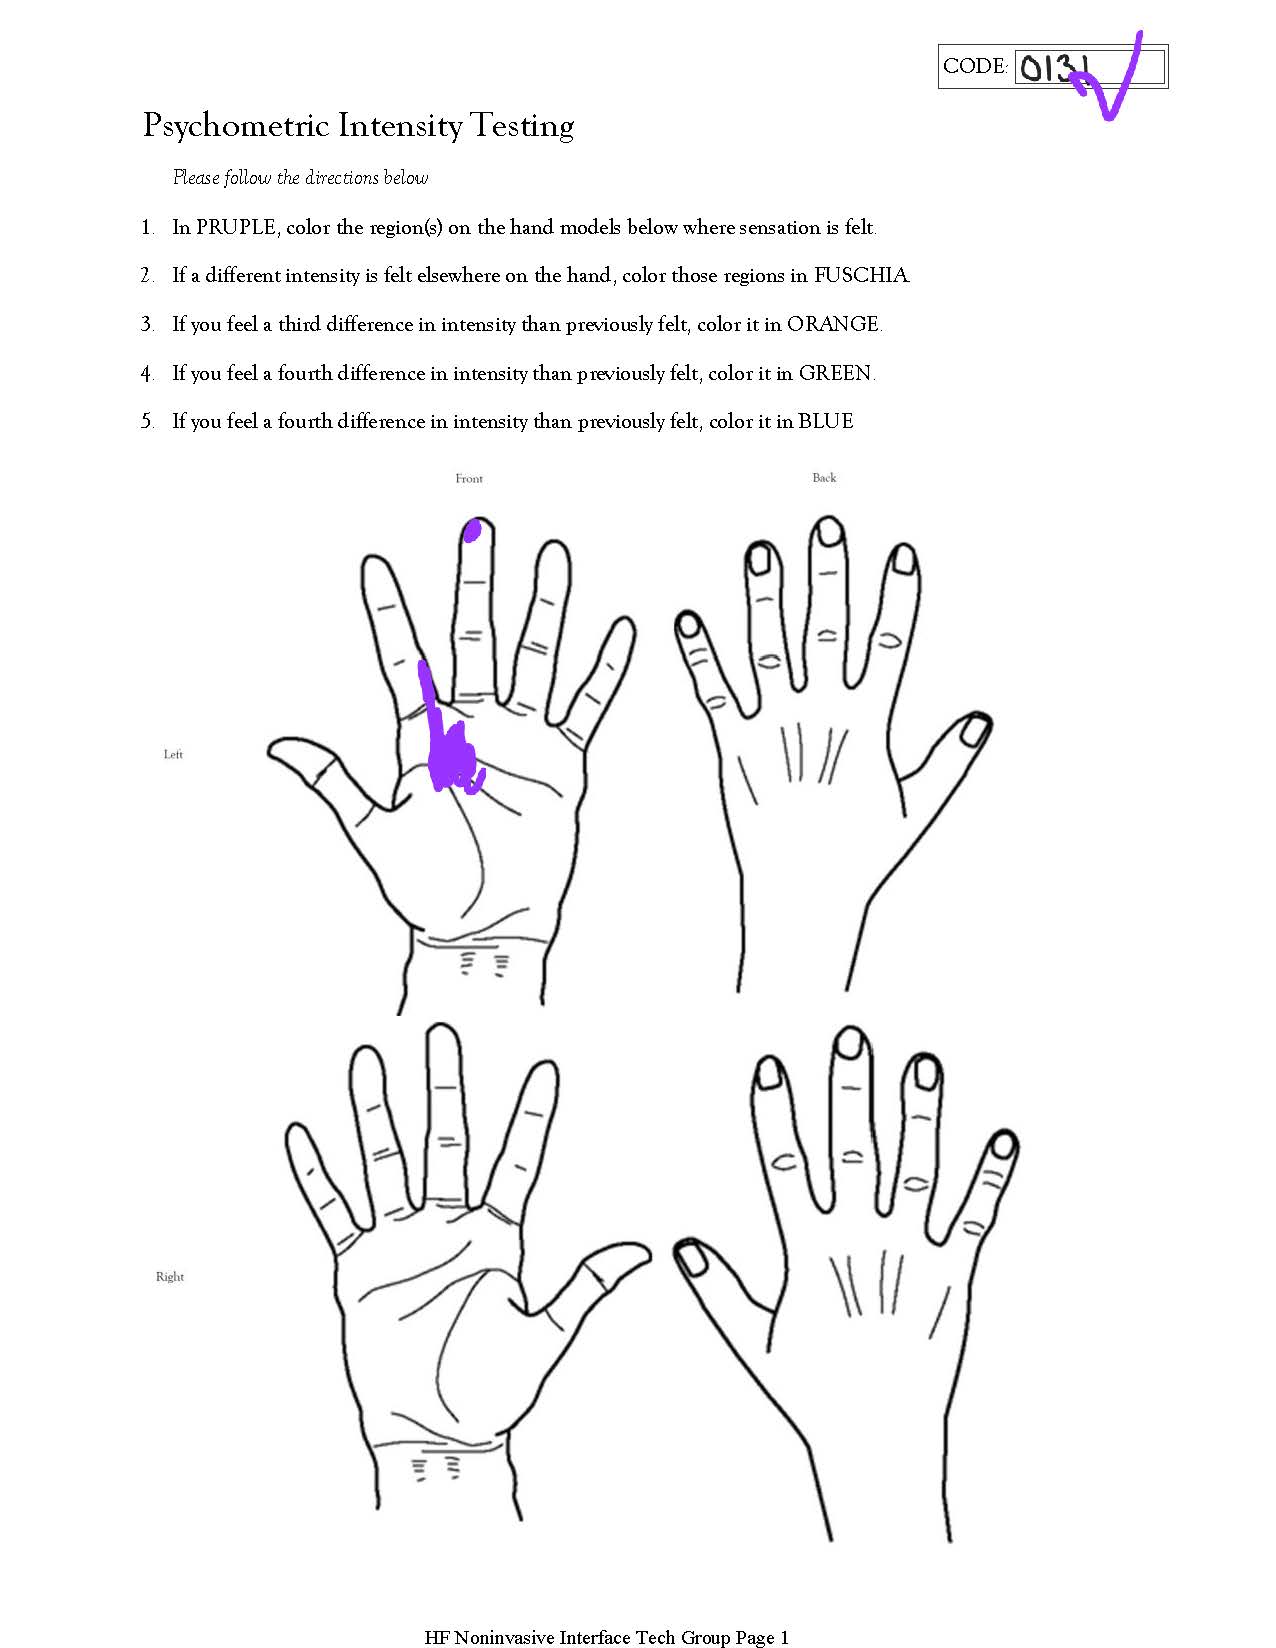 CODE: 0131
Psychometric Intensity Testing
Please follow the directions below
1. In PRUPLE, color the region(s) on the hand models below where sensation is felt.
2. If a different intensity is felt elsewhere on the hand, color those regions in FUSCHIA.
3. If you feel a third difference in intensity than previously felt, color it in ORANGE.
4. If you feel a fourth difference in intensity than previously felt, color it in GREEN.
5. If you feel a fourth difference in intensity than previously felt, color it in BLUE
Front Back
Left
Right
HF Noninvasive Interface Tech Group Page 1